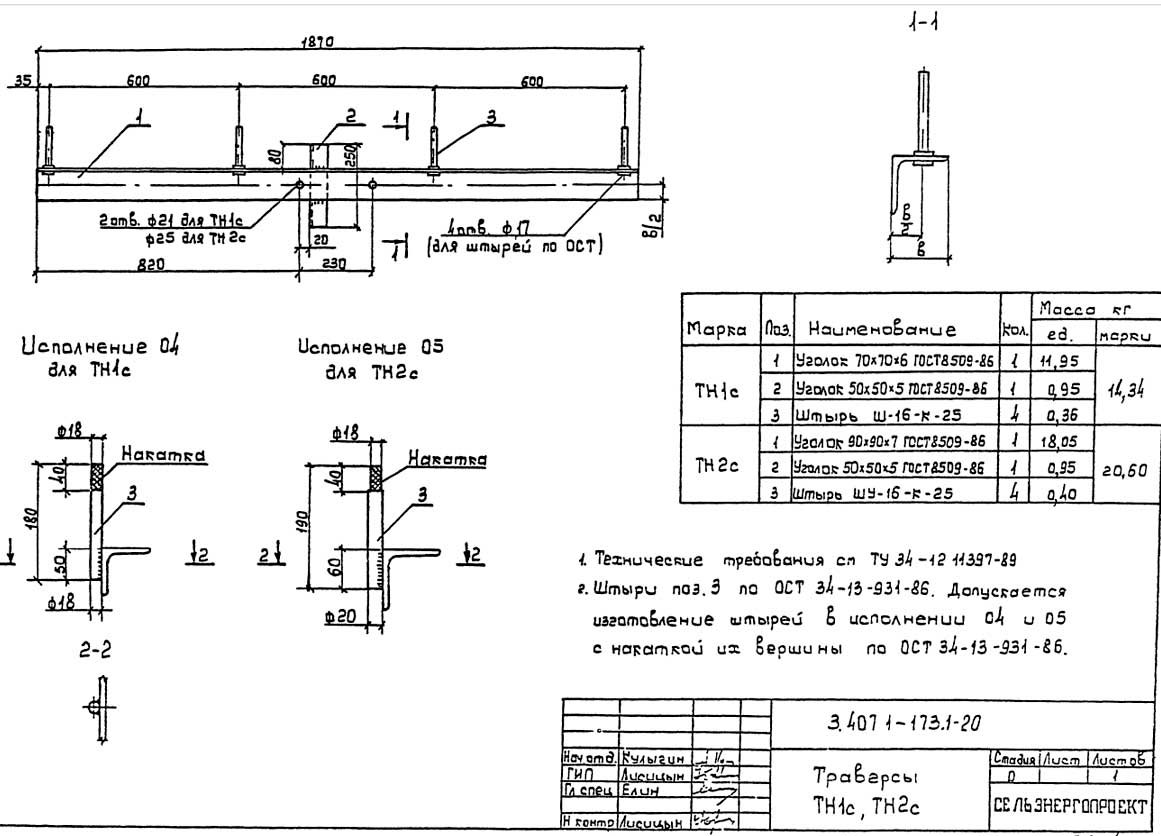 1-1
1870
35 600 600 600
1 2 1 3
80 250
2 отв. ф21 для ТН1с
ф25 для ТН2с
20
4 отв. ф17
(для штырей по ОСТ)
1
в/2
820 230
в/2
в
Марка Поз. Наименование Кол. Масса кг
ед. марки
ТН1с 1 Уголок 70х70х6 ГОСТ8509-86 1 11,95 14,34
2 Уголок 50х50х5 ГОСТ8509-86 1 0,95
3 Штырь Ш-16-К-25 4 0,36
ТН2с 1 Уголок 90х90х7 ГОСТ8509-86 1 18,05 20,60
2 Уголок 50х50х5 ГОСТ8509-86 1 0,95
3 Штырь ШУ-16-К-25 4 0,40
Исполнение 04
для ТН1с
ф18
Накатка
40
3
180
50
2
ф18
2-2
Исполнение 05
для ТН2с
ф18
Накатка
40
3
190
60
2 2
ф20
1. Технические требования см ТУ 34-12 11397-89
2. Штыри поз. 3 по ОСТ 34-13-931-86. Допускается
изготовление штырей в исполнении 04 и 05
с накаткой их вершины по ОСТ 34-13-931-86.
3.407 1-173.1-20
Нач отд. Кулыгин
ГИП Лисицын
Гл спец Елин
Н контр Лисицын
Траверсы
ТН1с, ТН2с
Стадия Лист Листов
Р 1
СЕЛЬЭНЕРГОПРОЕКТ